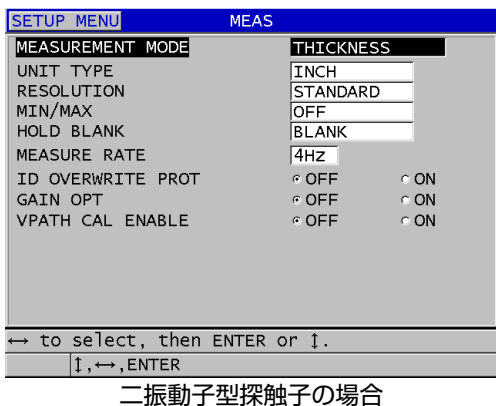 SETUP MENU MEAS
MEASUREMENT MODE THICKNESS
UNIT TYPE INCH
RESOLUTION STANDARD
MIN/MAX OFF
HOLD BLANK BLANK
MEASURE RATE 4Hz
ID OVERWRITE PROT OFF ON
GAIN OPT OFF ON
VPATH CAL ENABLE OFF ON
↔ to select, then ENTER or ↕.
↕,↔,ENTER
二振動子型探触子の場合